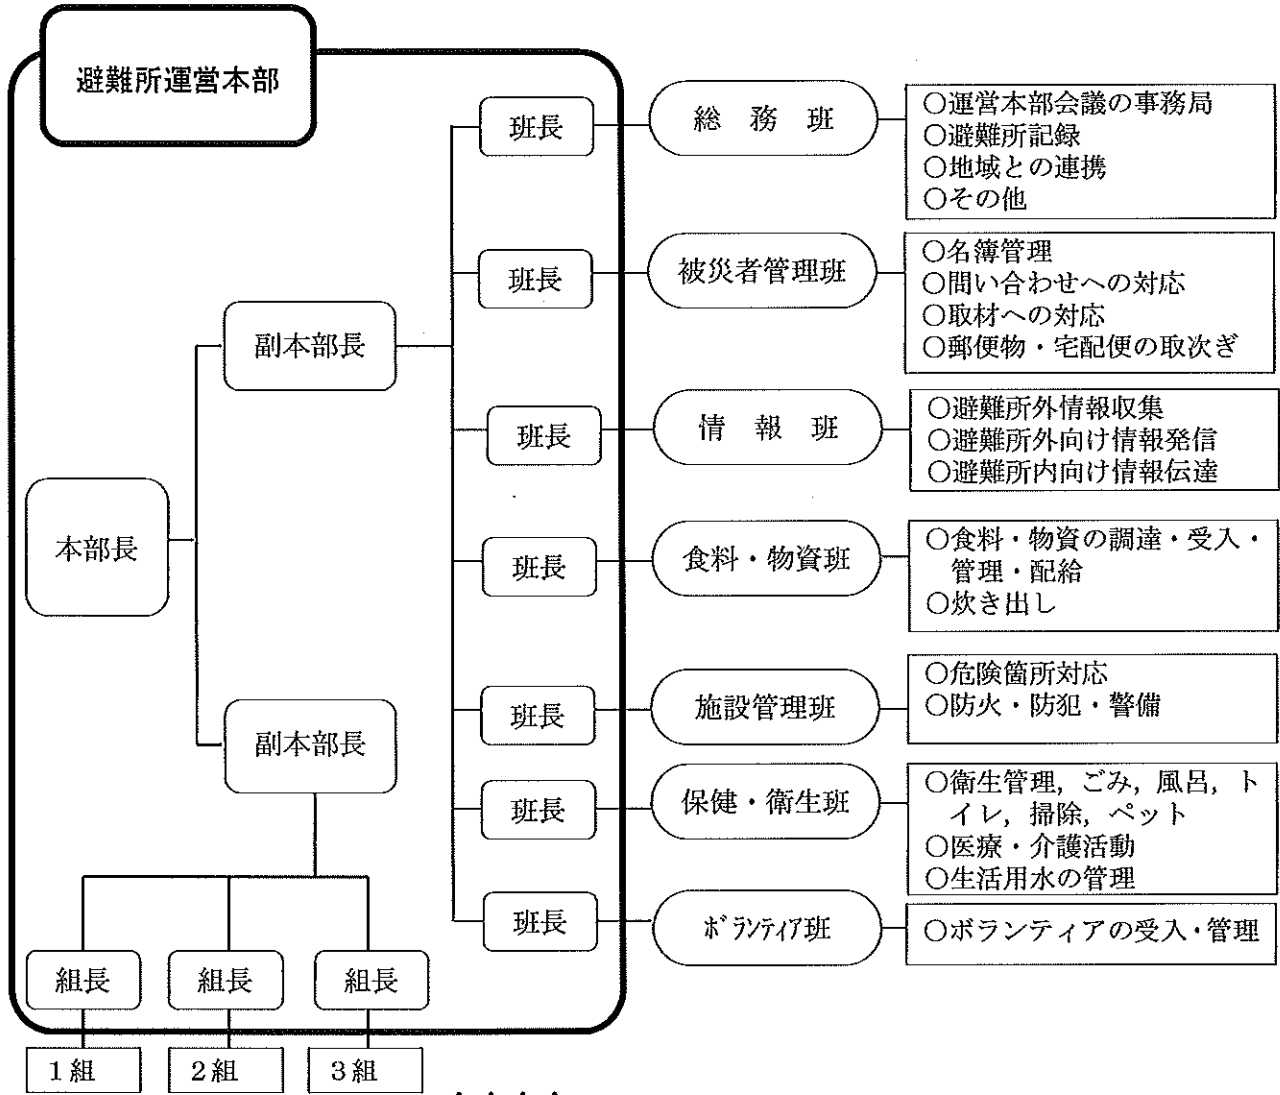 避難所運営本部
班長
総務班
○運営本部会議の事務局
○避難所記録
○地域との連携
○その他
班長
被災者管理班
○名簿管理
○問い合わせへの対応
○取材への対応
○郵便物・宅配便の取次ぎ
副本部長
班長
情報班
○避難所外情報収集
○避難所外向け情報発信
○避難所内向け情報伝達
本部長
班長
食料・物資班
○食料・物資の調達・受入・
管理・配給
○炊き出し
班長
施設管理班
○危険箇所対応
○防火・防犯・警備
副本部長
班長
保健・衛生班
○衛生管理，ごみ，風呂，ト
イレ，掃除，ペット
○医療・介護活動
○生活用水の管理
班長
ﾎﾞﾗﾝﾃｨｱ班
○ボランティアの受入・管理
組長
組長
組長
1組
2組
3組
・・・・